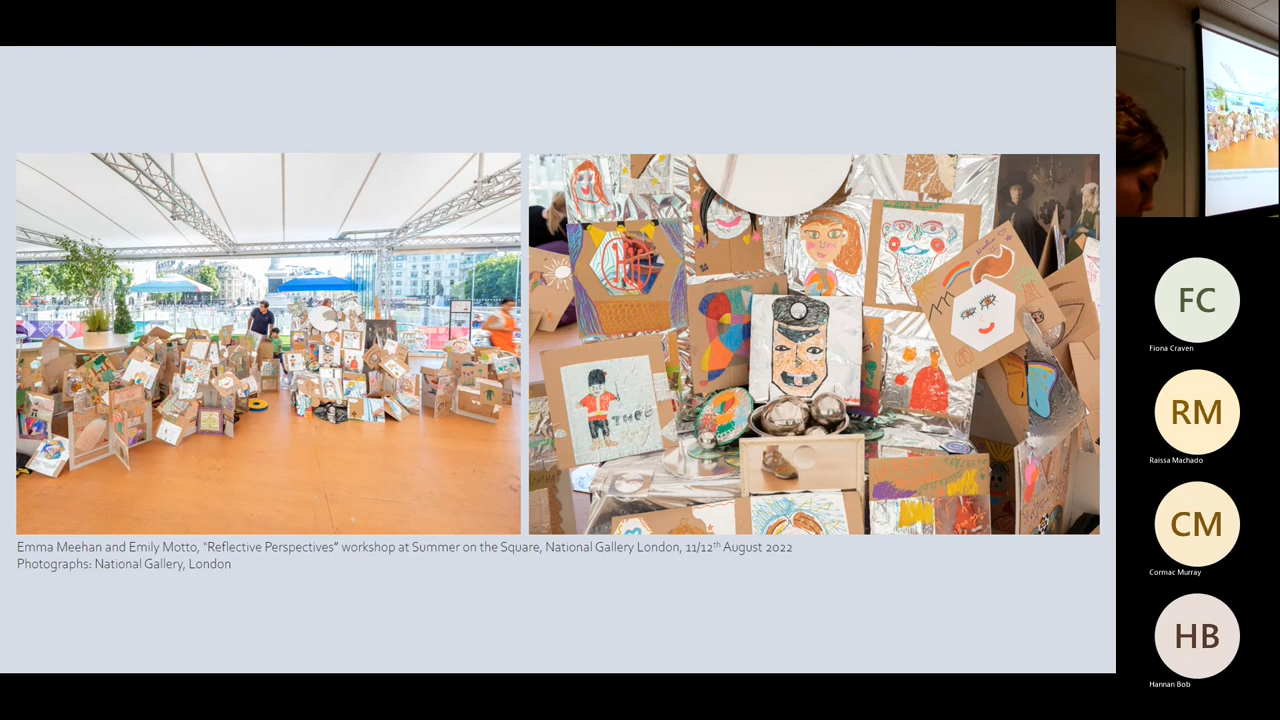 THEO
Emma Meehan and Emily Motto, "Reflective Perspectives" workshop at Summer on the Square, National Gallery London, 11/12th August 2022
Photographs: National Gallery, London
FC
Fiona Craven
RM
Raissa Machado
CM
Cormac Murray
HB
Hannan Bob